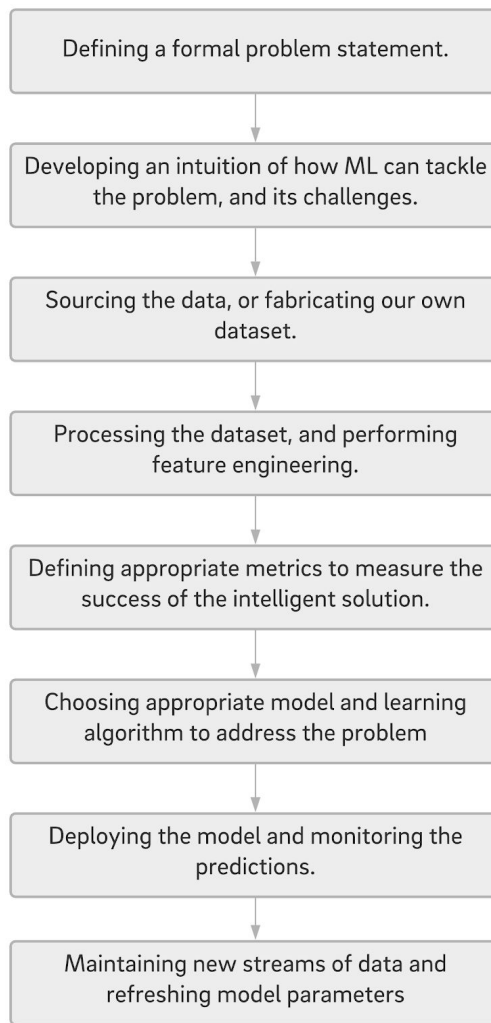 Defining a formal problem statement.
Developing an intuition of how ML can tackle
the problem, and its challenges.
Sourcing the data, or fabricating our own
dataset.
Processing the dataset, and performing
feature engineering.
Defining appropriate metrics to measure the
success of the intelligent solution.
Choosing appropriate model and learning
algorithm to address the problem
Deploying the model and monitoring the
predictions.
Maintaining new streams of data and
refreshing model parameters